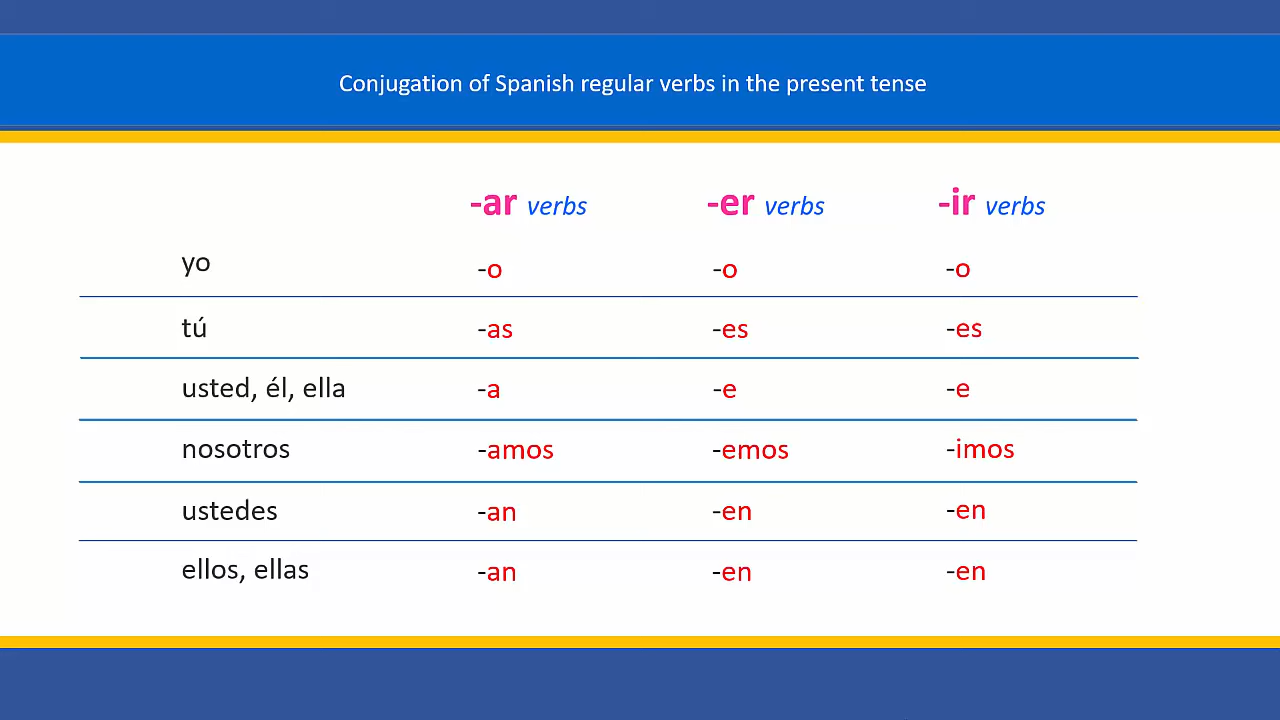 Conjugation of Spanish regular verbs in the present tense
-ar verbs -er verbs -ir verbs
yo -o -o -o
tú -as -es -es
usted, él, ella -a -e -e
nosotros -amos -emos -imos
ustedes -an -en -en
ellos, ellas -an -en -en